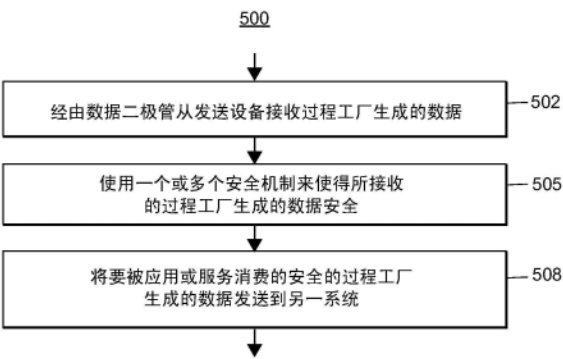 500
经由数据二极管从发送设备接收过程工厂生成的数据
502
使用一个或多个安全机制来使得所接收
的过程工厂生成的数据安全
505
将要被应用或服务消费的安全的过程工厂
生成的数据发送到另一系统
508